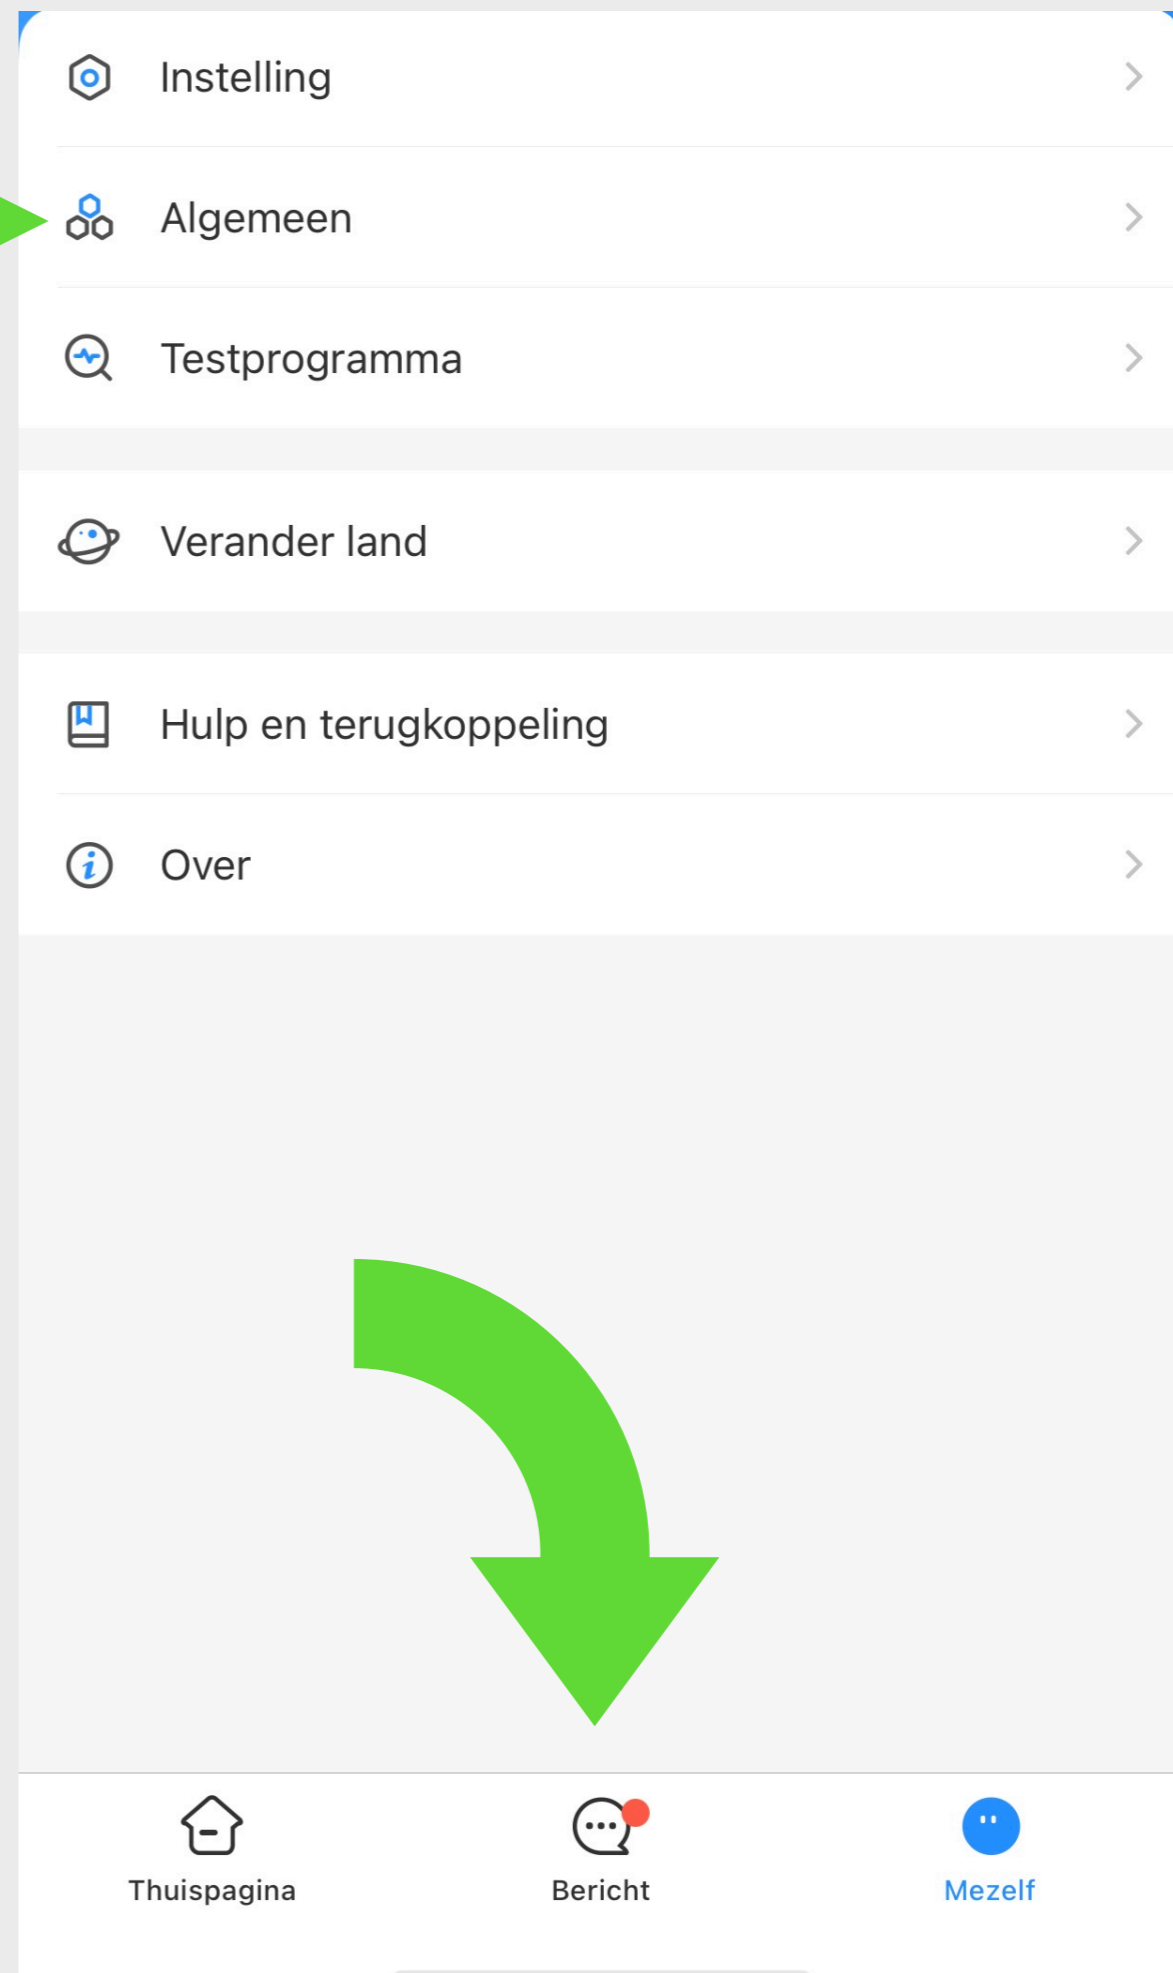 Instelling
Algemeen
Testprogramma
Verander land
Hulp en terugkoppeling
Over
Thuispagina
Bericht
Mezelf